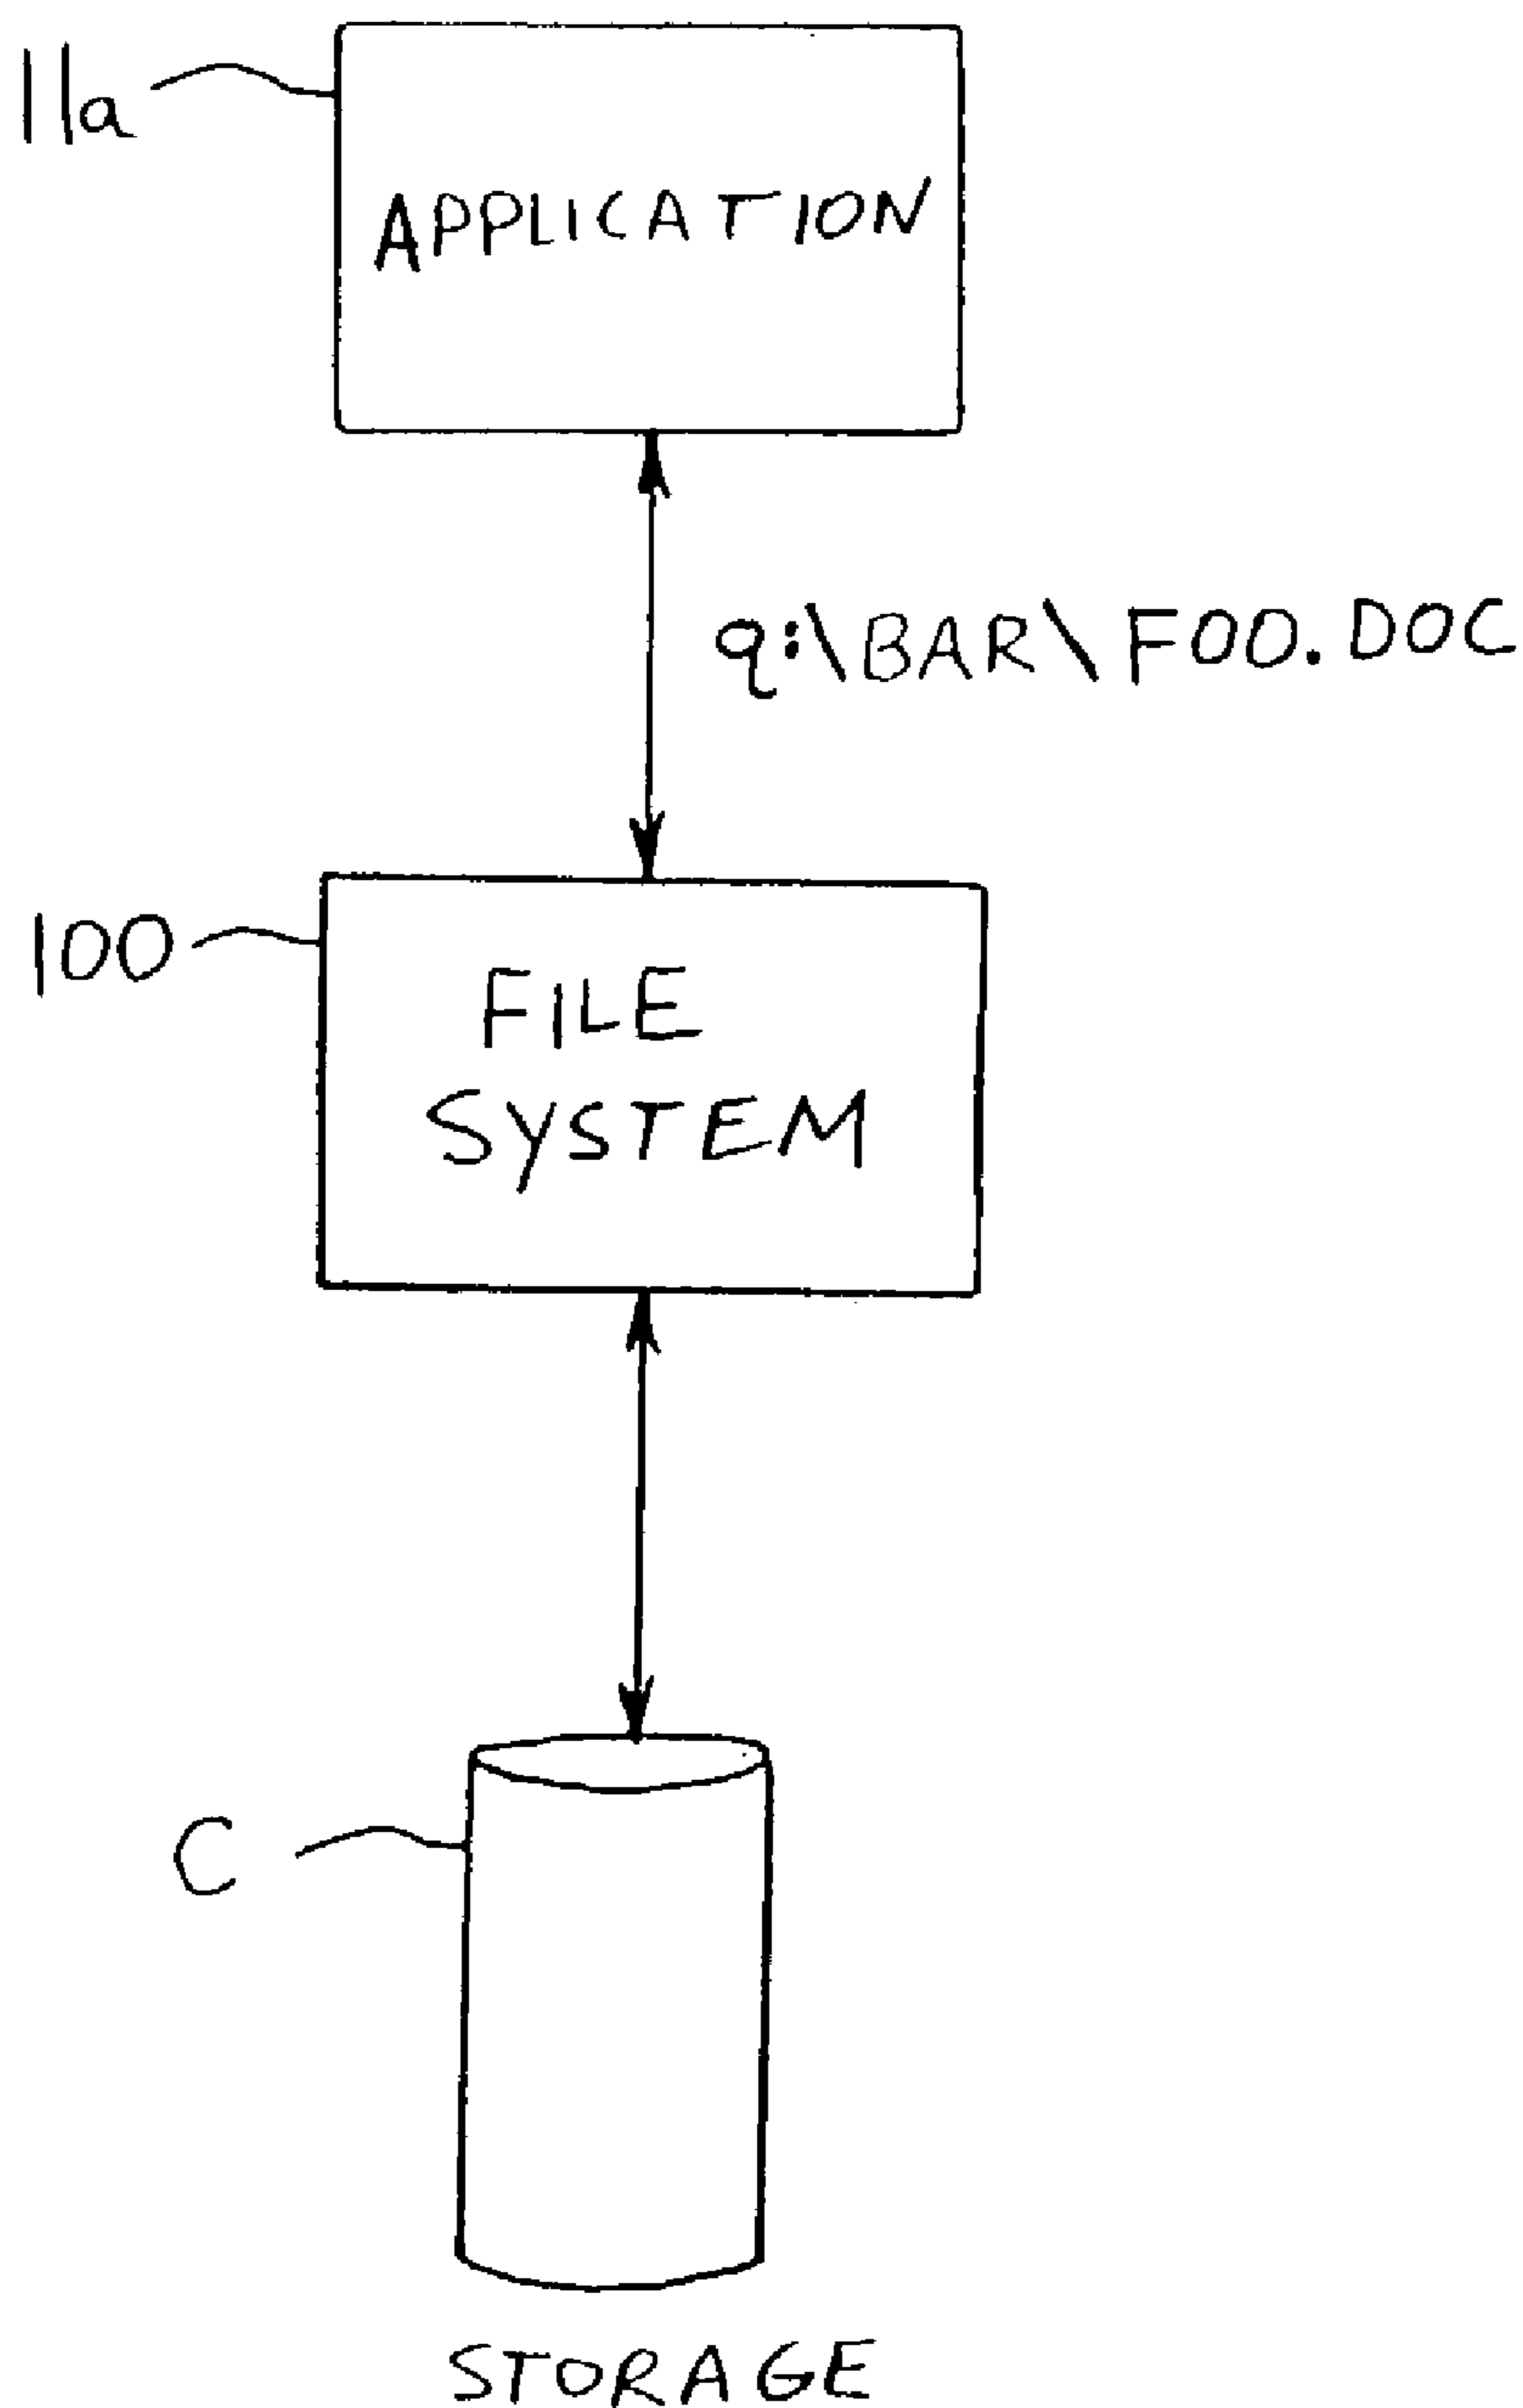 11a
APPLICATION
q:\BAR\FOO.DOC
100
FILE
SYSTEM
C
STORAGE